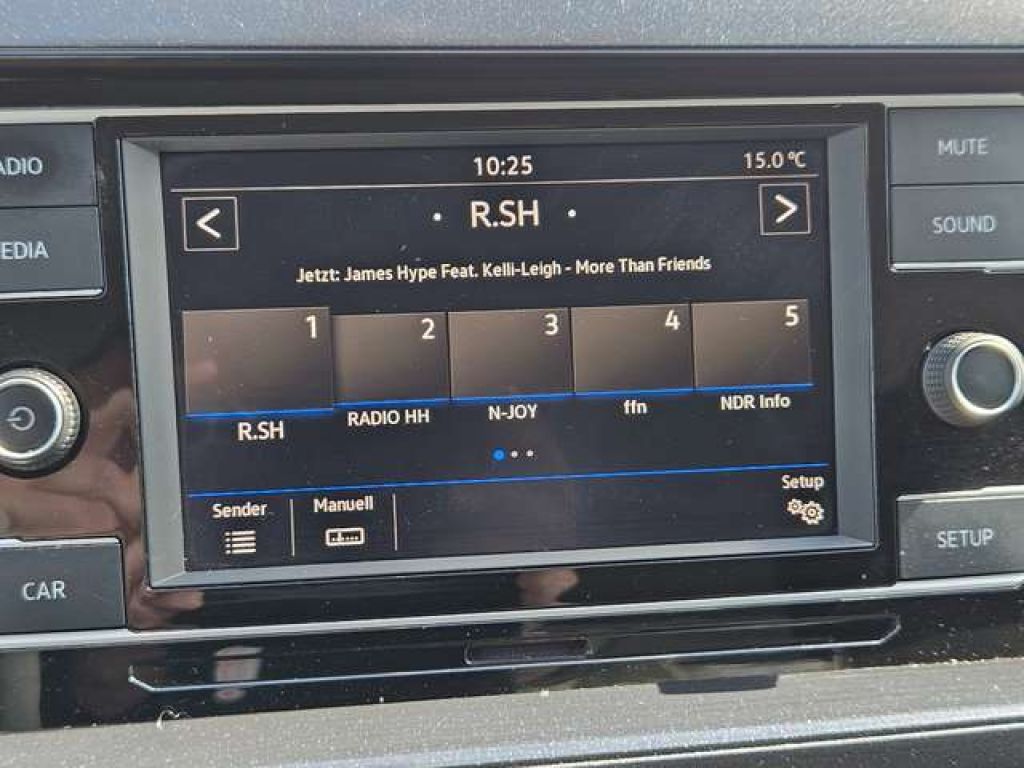 10:25 15.0 °C
< • R.SH • >
Jetzt: James Hype Feat. Kelli-Leigh - More Than Friends
1 2 3 4 5
R.SH RADIO HH N-JOY ffn NDR Info
Sender Manuell Setup
ADIO
EDIA
CAR
MUTE
SOUND
SETUP